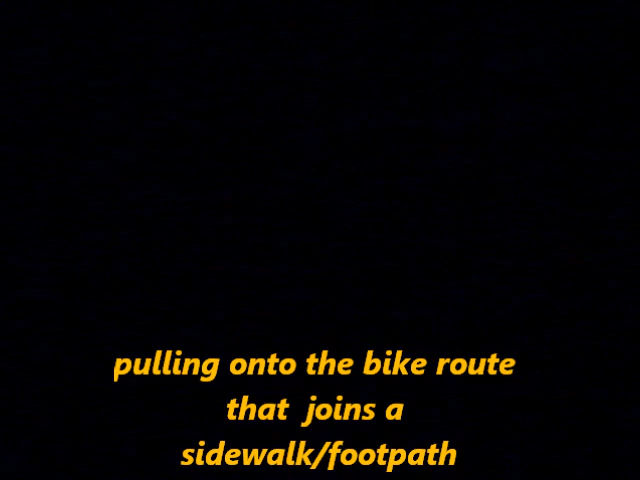 pulling onto the bike route
that joins a
sidewalk/footpath